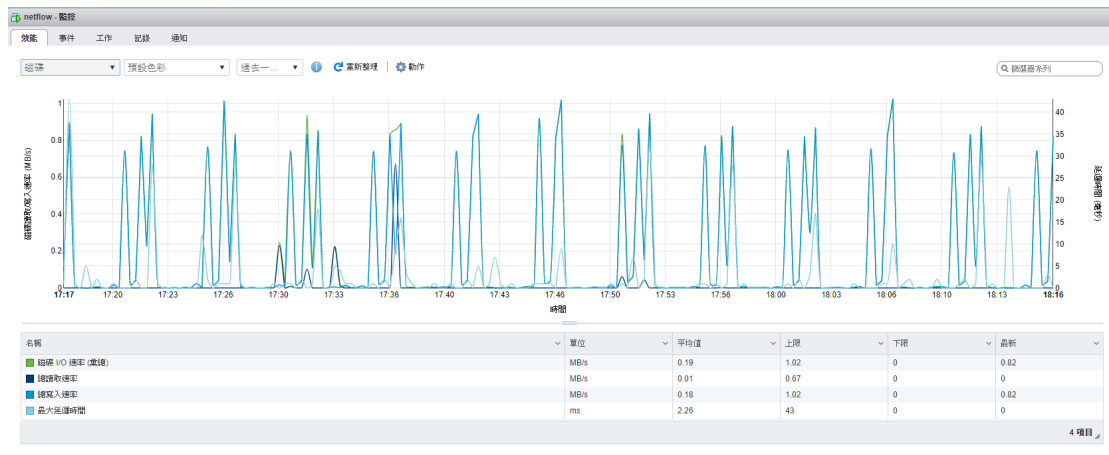 netflow - 監控
效能 事件 工作 記錄 通知
磁碟 預設色彩 過去一... 重新整理 動作 篩選器系列
磁碟讀取/寫入速率 (MB/s)
1
0.8
0.6
0.4
0.2
0
40
35
30
25
20
15
10
5
0
延遲時間 (毫秒)
17:17 17:20 17:23 17:26 17:30 17:33 17:36 17:40 17:43 17:46 17:50 17:53 17:56 18:00 18:03 18:06 18:10 18:13 18:16
時間
名稱 單位 平均值 上限 下限 最新
磁碟 I/O 速率 (彙總) MB/s 0.19 1.02 0 0.82
總讀取速率 MB/s 0.01 0.67 0 0
總寫入速率 MB/s 0.18 1.02 0 0.82
最大延遲時間 ms 2.26 43 0 0
4 項目